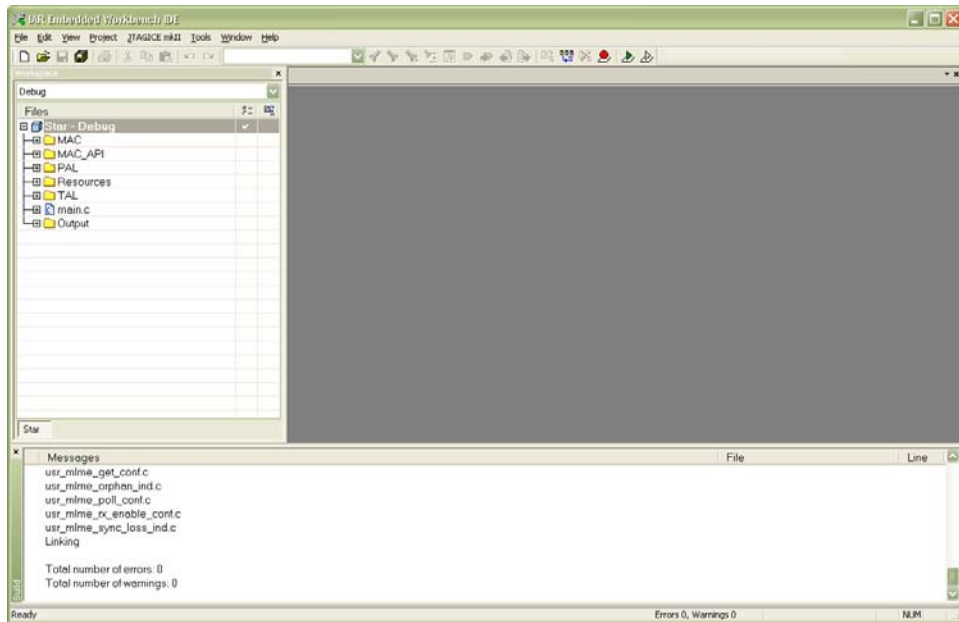 IAR Embedded Workbench IDE
File Edit View Project JTAGICE mkII Tools Window Help
Workspace
Debug
Files
Star - Debug
MAC
MAC_API
PAL
Resources
TAL
main.c
Output
Star
Messages File Line
usr_mlme_get_conf.c
usr_mlme_orphan_ind.c
usr_mlme_poll_conf.c
usr_mlme_rx_enable_conf.c
usr_mlme_sync_loss_ind.c
Linking
Total number of errors: 0
Total number of warnings: 0
Build
Ready Errors 0, Warnings 0 NUM